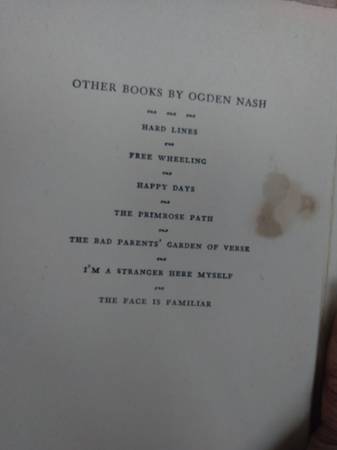 OTHER BOOKS BY OGDEN NASH
HARD LINES
FREE WHEELING
HAPPY DAYS
THE PRIMROSE PATH
THE BAD PARENTS' GARDEN OF VERSE
I'M A STRANGER HERE MYSELF
THE FACE IS FAMILIAR